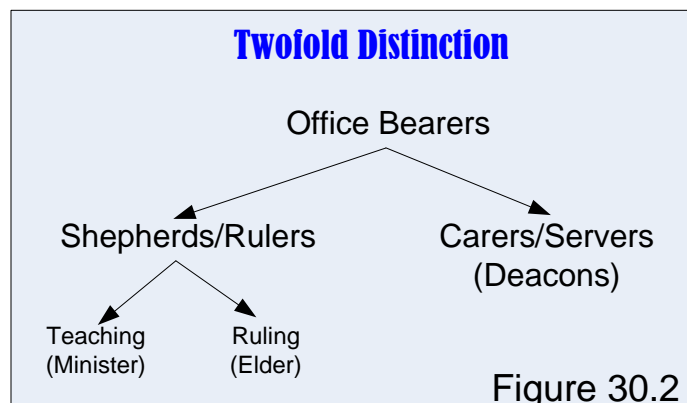 Twofold Distinction
Office Bearers
Shepherds/Rulers
Carers/Servers
(Deacons)
Teaching
(Minister)
Ruling
(Elder)
Figure 30.2